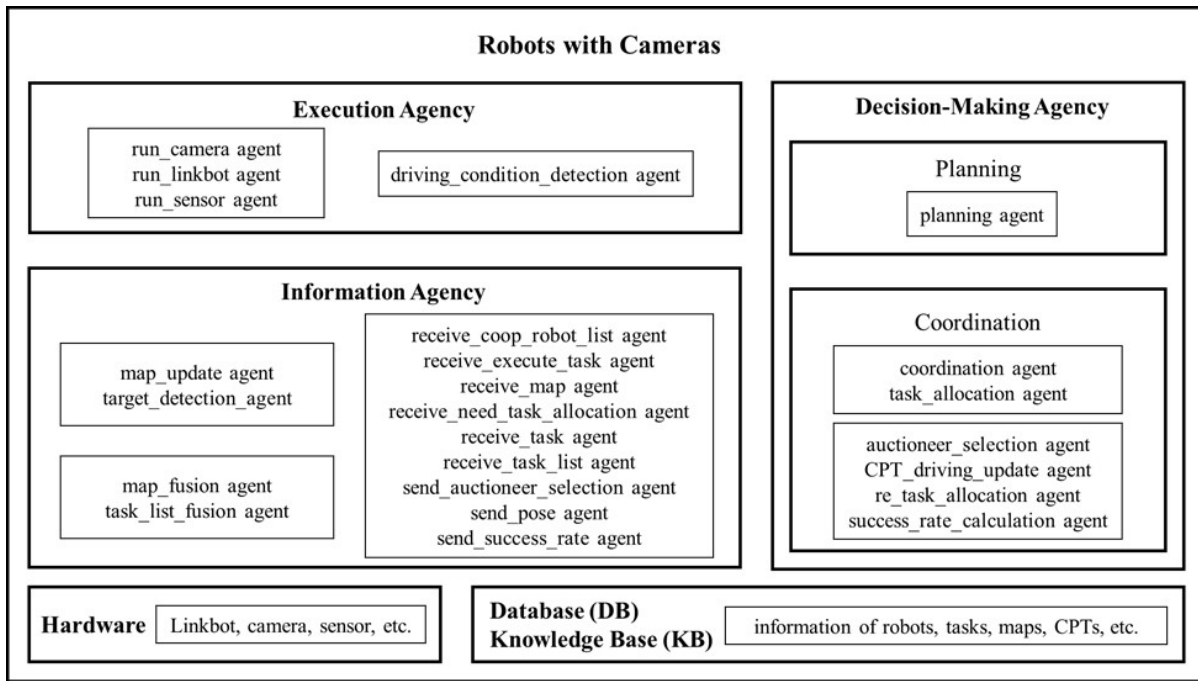 Robots with Cameras
Execution Agency
run_camera agent
run_linkbot agent
run_sensor agent
driving_condition_detection agent
Information Agency
map_update agent
target_detection_agent
map_fusion agent
task_list_fusion agent
receive_coop_robot_list agent
receive_execute_task agent
receive_map agent
receive_need_task_allocation agent
receive_task agent
receive_task_list agent
send_auctioneer_selection agent
send_pose agent
send_success_rate agent
Decision-Making Agency
Planning
planning agent
Coordination
coordination agent
task_allocation agent
auctioneer_selection agent
CPT_driving_update agent
re_task_allocation agent
success_rate_calculation agent
Hardware
Linkbot, camera, sensor, etc.
Database (DB)
Knowledge Base (KB)
information of robots, tasks, maps, CPTs, etc.